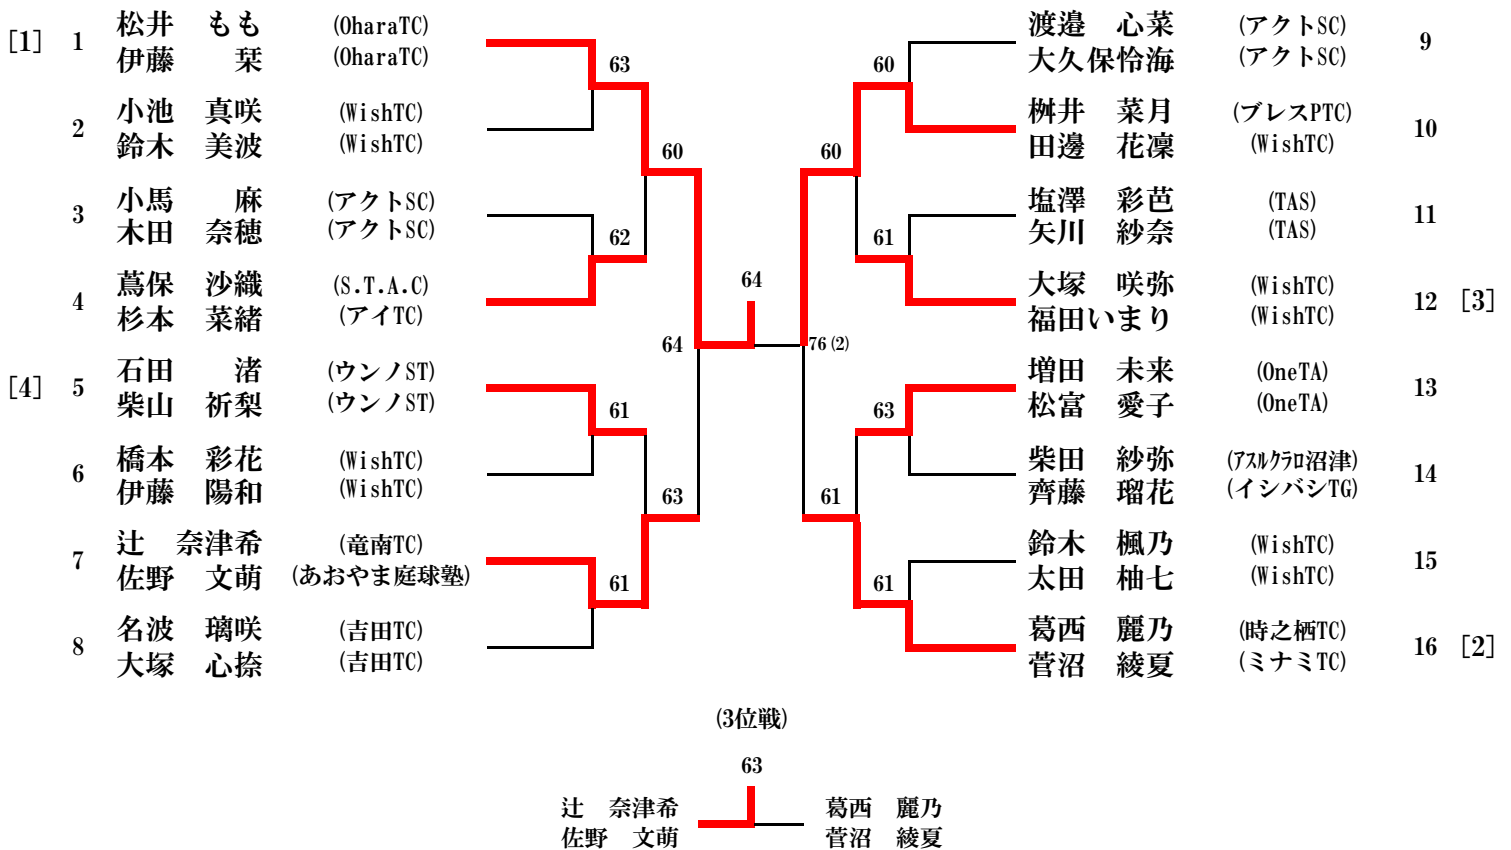 [1] 1 松井　もも (OharaTC)
伊藤　　栞 (OharaTC)
2 小池　真咲 (WishTC)
鈴木　美波 (WishTC)
3 小馬　　麻 (アクトSC)
木田　奈穂 (アクトSC)
4 蔦保　沙織 (S.T.A.C)
杉本　菜緒 (アイTC)
[4] 5 石田　　渚 (ウンノST)
柴山　祈梨 (ウンノST)
6 橋本　彩花 (WishTC)
伊藤　陽和 (WishTC)
7 辻　奈津希 (竜南TC)
佐野　文萌 (あおやま庭球塾)
8 名波　璃咲 (吉田TC)
大塚　心捺 (吉田TC)
63
62
61
61
60
63
64
64
76(2)
60
61
60
61
63
61
渡邉　心菜 (アクトSC) 9
大久保怜海 (アクトSC)
桝井　菜月 (ブレスPTC) 10
田邊　花凜 (WishTC)
塩澤　彩芭 (TAS) 11
矢川　紗奈 (TAS)
大塚　咲弥 (WishTC) 12 [3]
福田いまり (WishTC)
増田　未来 (OneTA) 13
松富　愛子 (OneTA)
柴田　紗弥 (アスルクラロ沼津) 14
齊藤　瑠花 (イシバシTG)
鈴木　楓乃 (WishTC) 15
太田　柚七 (WishTC)
葛西　麗乃 (時之栖TC) 16 [2]
菅沼　綾夏 (ミナミTC)
(3位戦)
63
辻　奈津希 葛西　麗乃
佐野　文萌 菅沼　綾夏